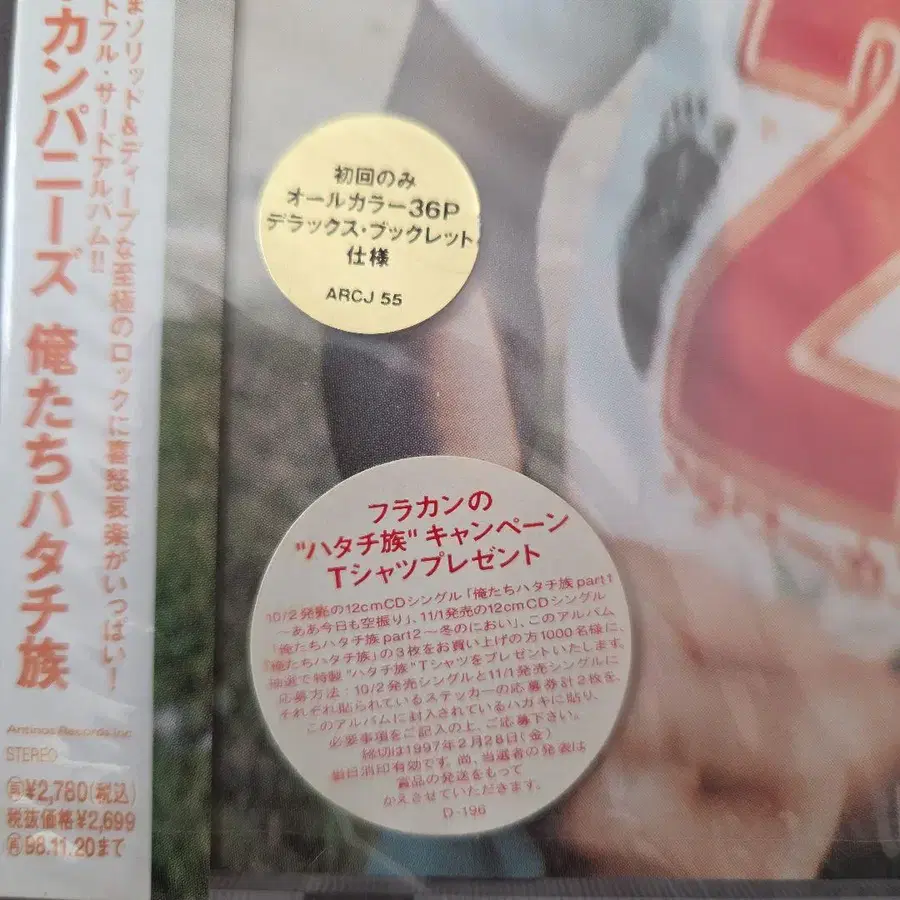 まソリッド&ディープな至極のロックに喜怒哀楽がいっぱい!
トフル・サードアルバム!!
カンパニーズ 俺たちハタチ族
Antinos Records Inc
STEREO
¥2,780(税込)
税抜価格¥2,699
98.11.20まで
初回のみ
オールカラー36P
デラックス・ブックレット
仕様
ARCJ 55
フラカンの
"ハタチ族"キャンペーン
Tシャツプレゼント
10/2発売の12cmCDシングル「俺たちハタチ族part1
〜ああ今日も空振り」、11/1発売の12cmCDシングル
「俺たちハタチ族part2〜冬のにおい」、このアルバム
「俺たちハタチ族」の3枚をお買い上げの方1000名様に、
抽選で特製"ハタチ族"Tシャツをプレゼントいたします。
応募方法:10/2発売シングルと11/1発売シングルに
それぞれ貼られているステッカーの応募券計2枚を、
このアルバムに封入されているハガキに貼り、
必要事項をご記入の上、ご応募下さい。
締切は1997年2月28日(金)
当日消印有効です。尚、当選者の発表は
賞品の発送をもって
かえさせていただきます。
D-196